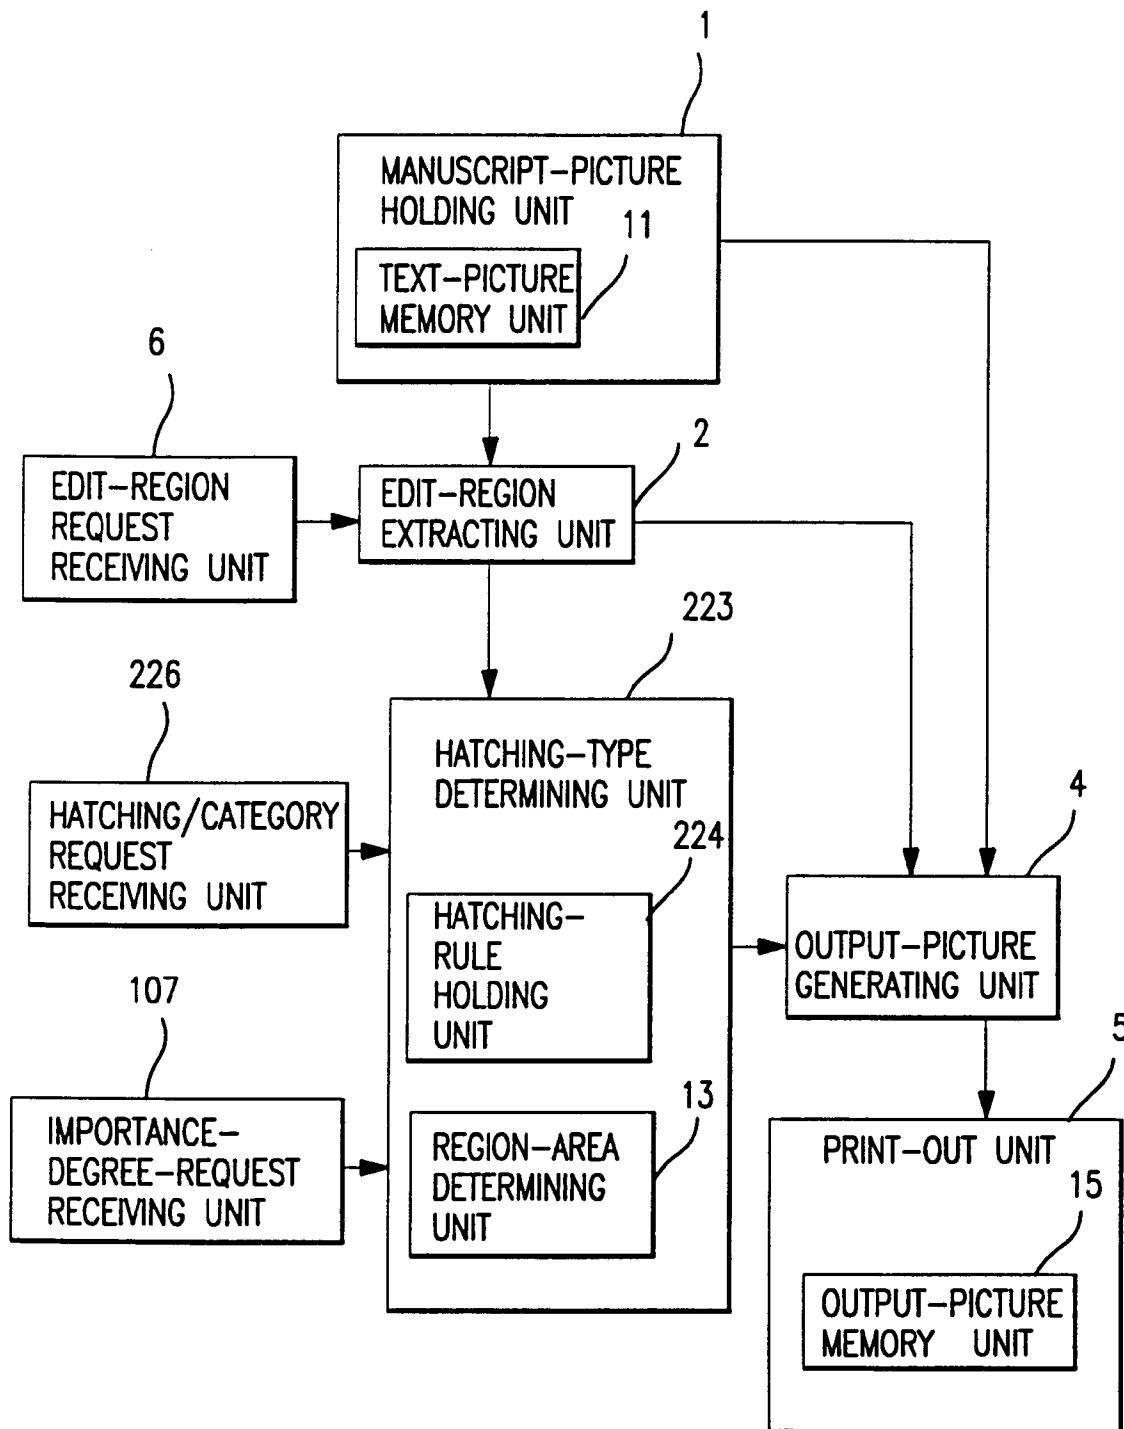 1
MANUSCRIPT-PICTURE
HOLDING UNIT
11
TEXT-PICTURE
MEMORY UNIT
6
EDIT-REGION
REQUEST
RECEIVING UNIT
2
EDIT-REGION
EXTRACTING UNIT
223
HATCHING-TYPE
DETERMINING UNIT
226
HATCHING/CATEGORY
REQUEST
RECEIVING UNIT
224
HATCHING-
RULE
HOLDING
UNIT
4
OUTPUT-PICTURE
GENERATING UNIT
107
IMPORTANCE-
DEGREE-REQUEST
RECEIVING UNIT
13
REGION-AREA
DETERMINING
UNIT
5
PRINT-OUT UNIT
15
OUTPUT-PICTURE
MEMORY UNIT